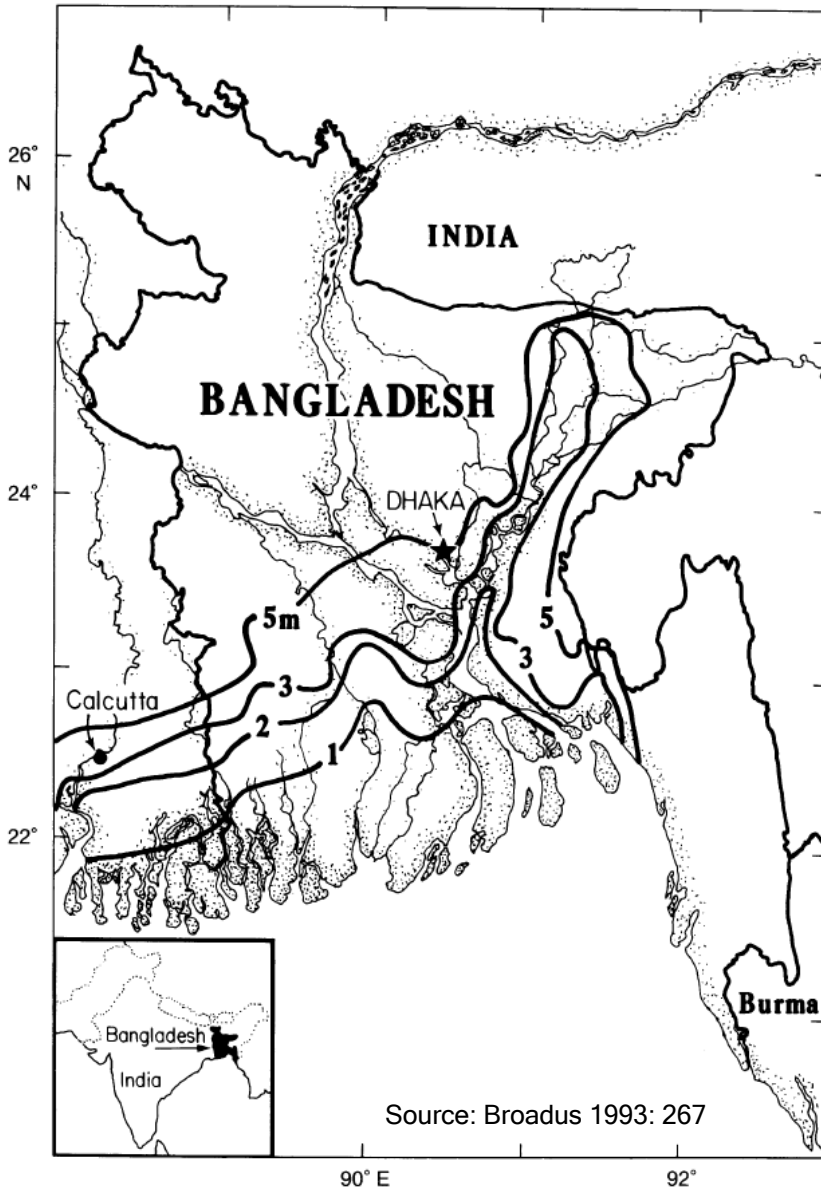 26°
N
INDIA
BANGLADESH
24°
DHAKA
5m
5
3
3
Calcutta
2
1
22°
Burma
Bangladesh
India
Source: Broadus 1993: 267
90° E
92°